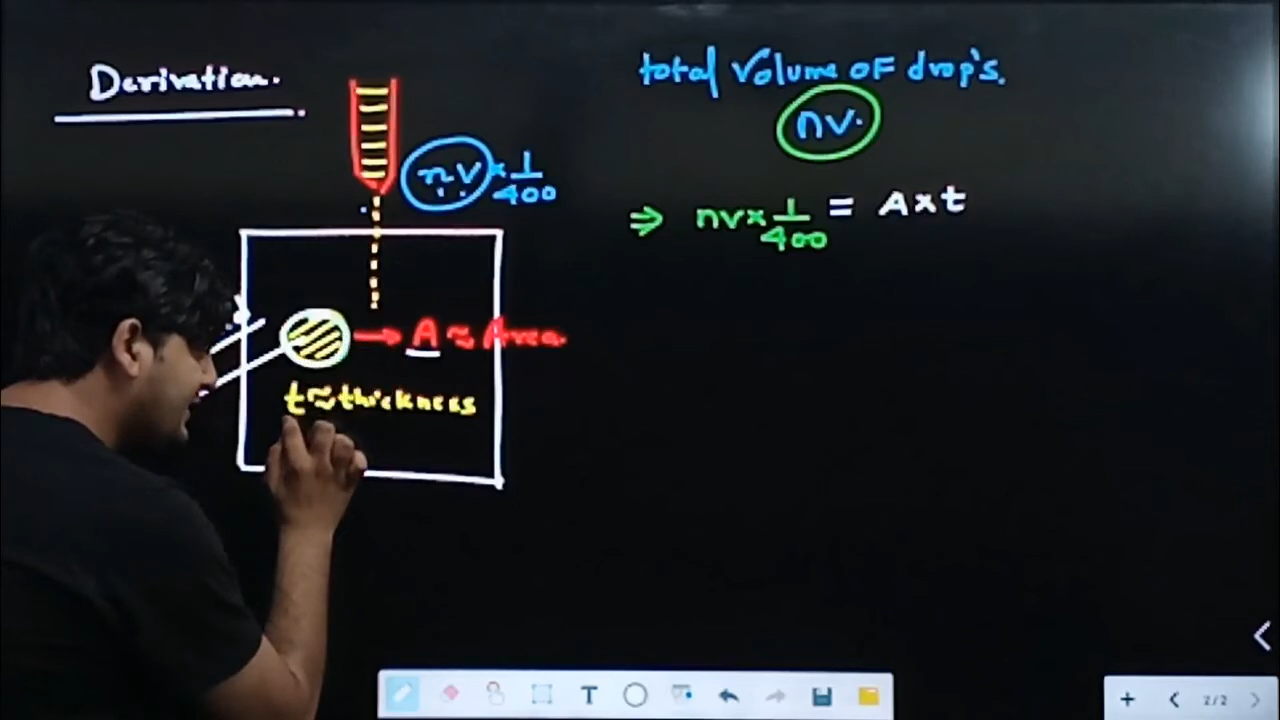 Derivation.
total volume of drop's.
nv.
nv × 1/400
⇒ nv × 1/400 = A × t
→ A ≈ Area
t ≈ thickness
T
2/2